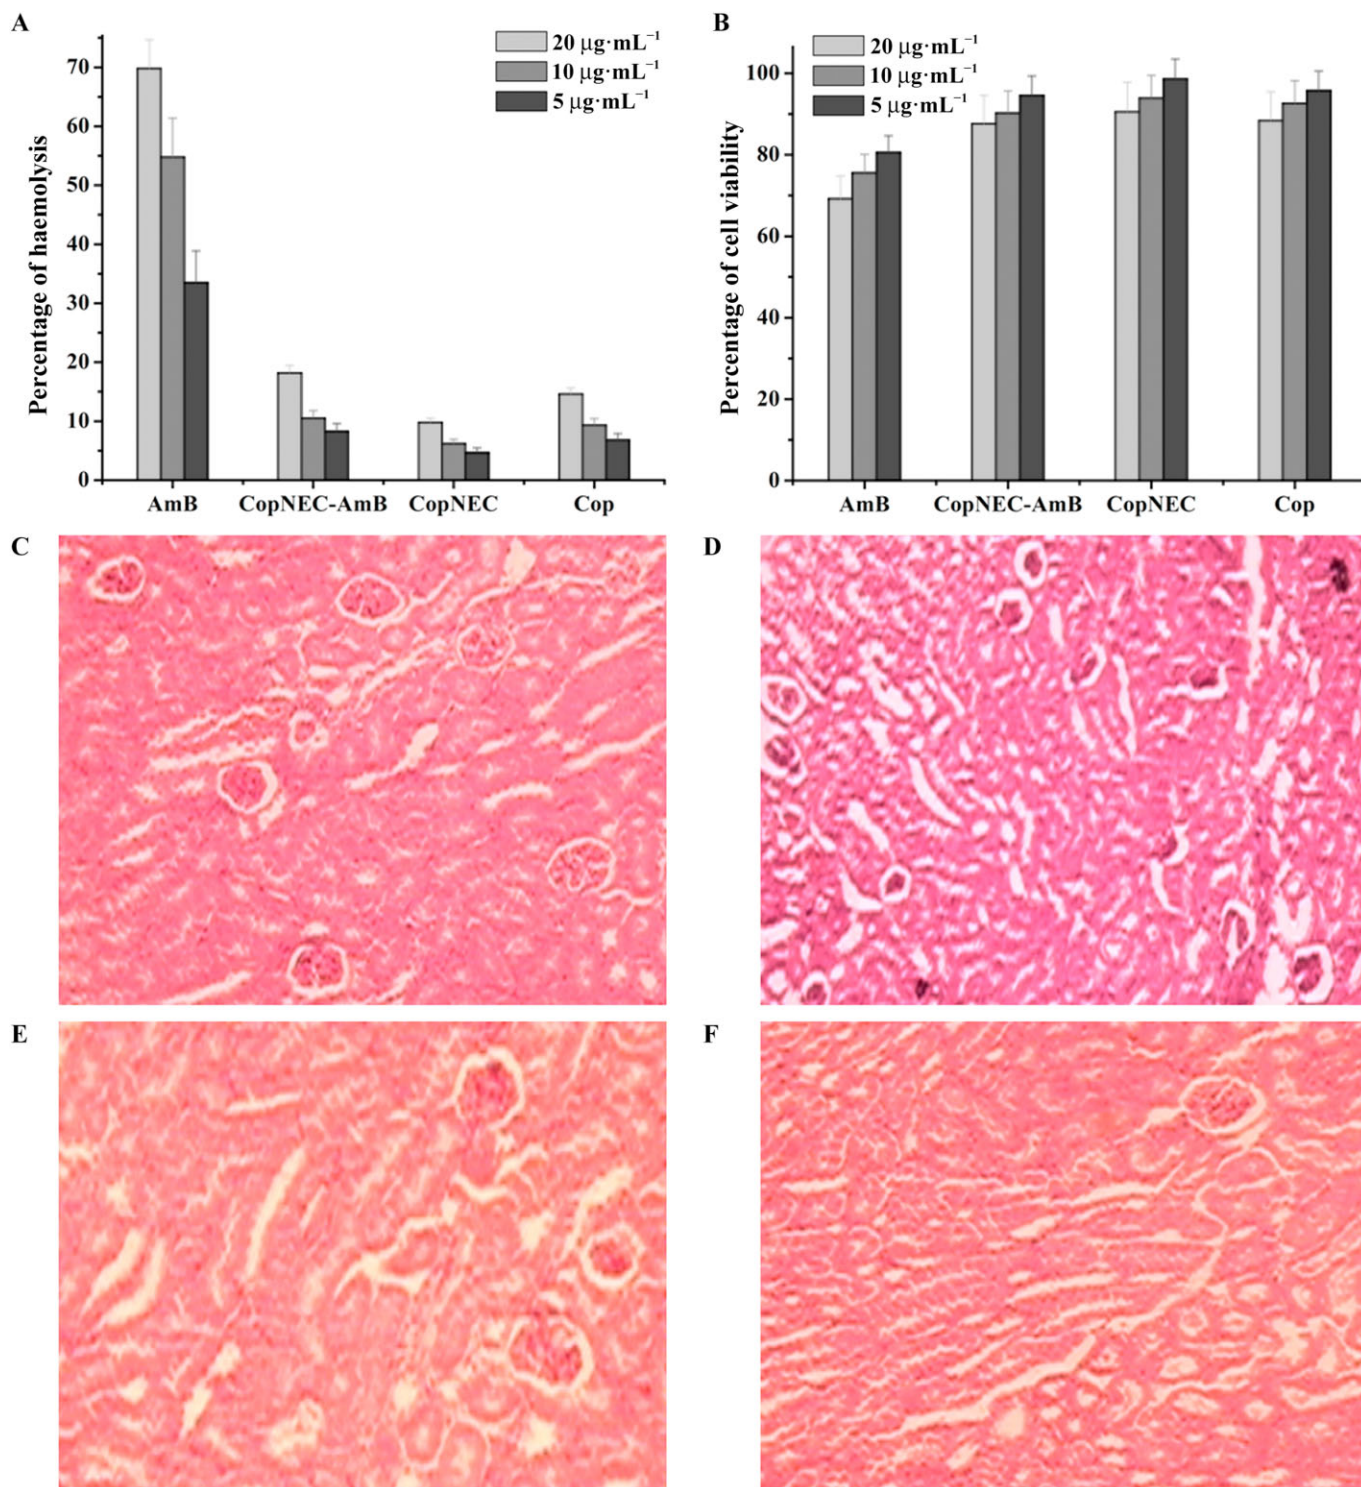 A
20 μg·mL⁻¹
10 μg·mL⁻¹
5 μg·mL⁻¹
Percentage of haemolysis
70
60
50
40
30
20
10
0
AmB CopNEC-AmB CopNEC Cop
B
20 μg·mL⁻¹
10 μg·mL⁻¹
5 μg·mL⁻¹
Percentage of cell viability
100
80
60
40
20
0
AmB CopNEC-AmB CopNEC Cop
C
D
E
F